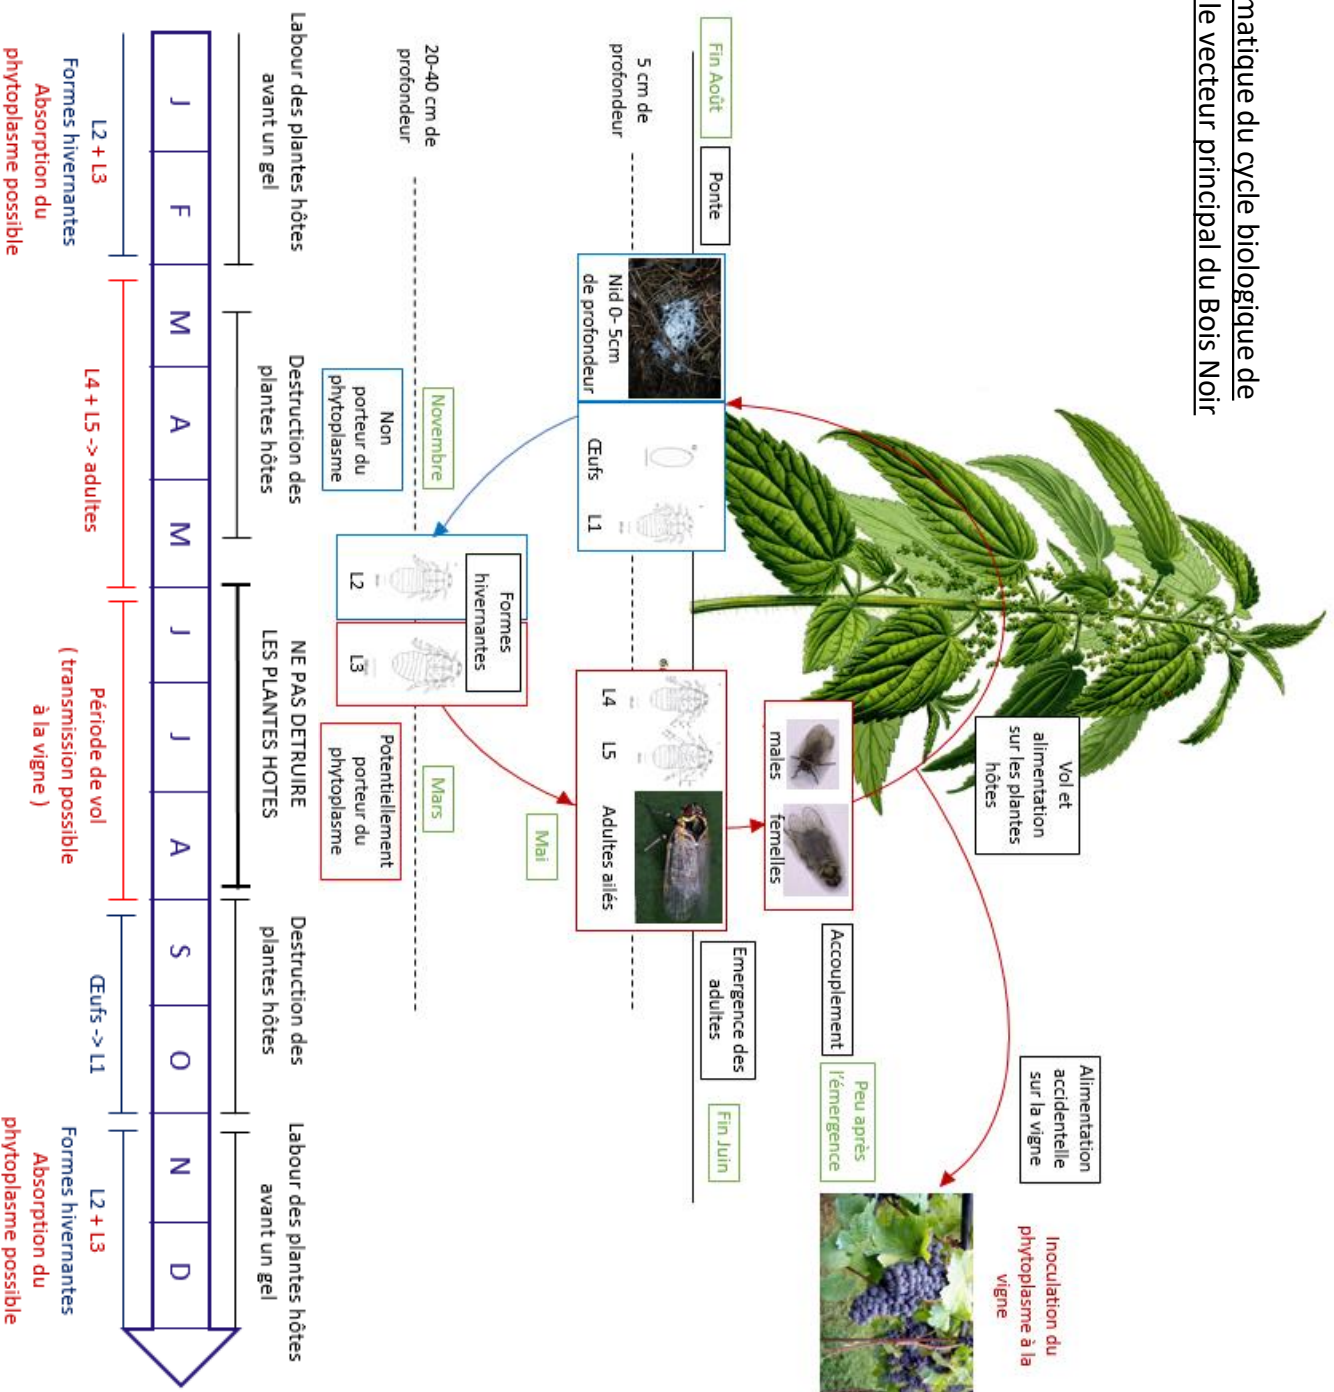 matique du cycle biologique de
le vecteur principal du Bois Noir
Vol et
alimentation
sur les plantes
hôtes
Alimentation
accidentelle
sur la vigne
Inoculation du
phytoplasme à la
vigne
Accouplement
Peu après
l'émergence
males
femelles
Fin Août
Ponte
Emergence des
adultes
Fin Juin
5 cm de
profondeur
Nid 0- 5cm
de profondeur
Œufs
L1
L4
L5
Adultes ailés
Mai
20-40 cm de
profondeur
Novembre
Formes
hivernantes
Mars
L2
L3
Non
porteur du
phytoplasme
Potentiellement
porteur du
phytoplasme
Labour des plantes hôtes
avant un gel
Destruction des
plantes hôtes
NE PAS DETRUIRE
LES PLANTES HOTES
Destruction des
plantes hôtes
Labour des plantes hôtes
avant un gel
J F M A M J J A S O N D
L2 + L3
Formes hivernantes
Absorption du
phytoplasme possible
L4 + L5 -> adultes
Période de vol
( transmission possible
à la vigne )
Œufs -> L1
L2 + L3
Formes hivernantes
Absorption du
phytoplasme possible